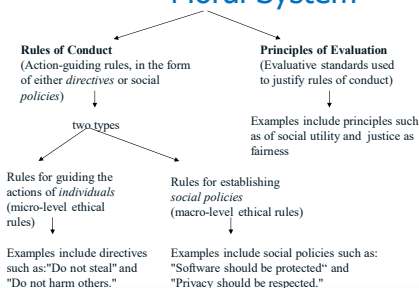 Moral System
Rules of Conduct
(Action-guiding rules, in the form
of either directives or social
policies)
Principles of Evaluation
(Evaluative standards used
to justify rules of conduct)
two types
Examples include principles such
as of social utility and justice as
fairness
Rules for guiding the
actions of individuals
(micro-level ethical
rules)
Rules for establishing
social policies
(macro-level ethical rules)
Examples include directives
such as:"Do not steal" and
"Do not harm others."
Examples include social policies such as:
"Software should be protected“ and
"Privacy should be respected."